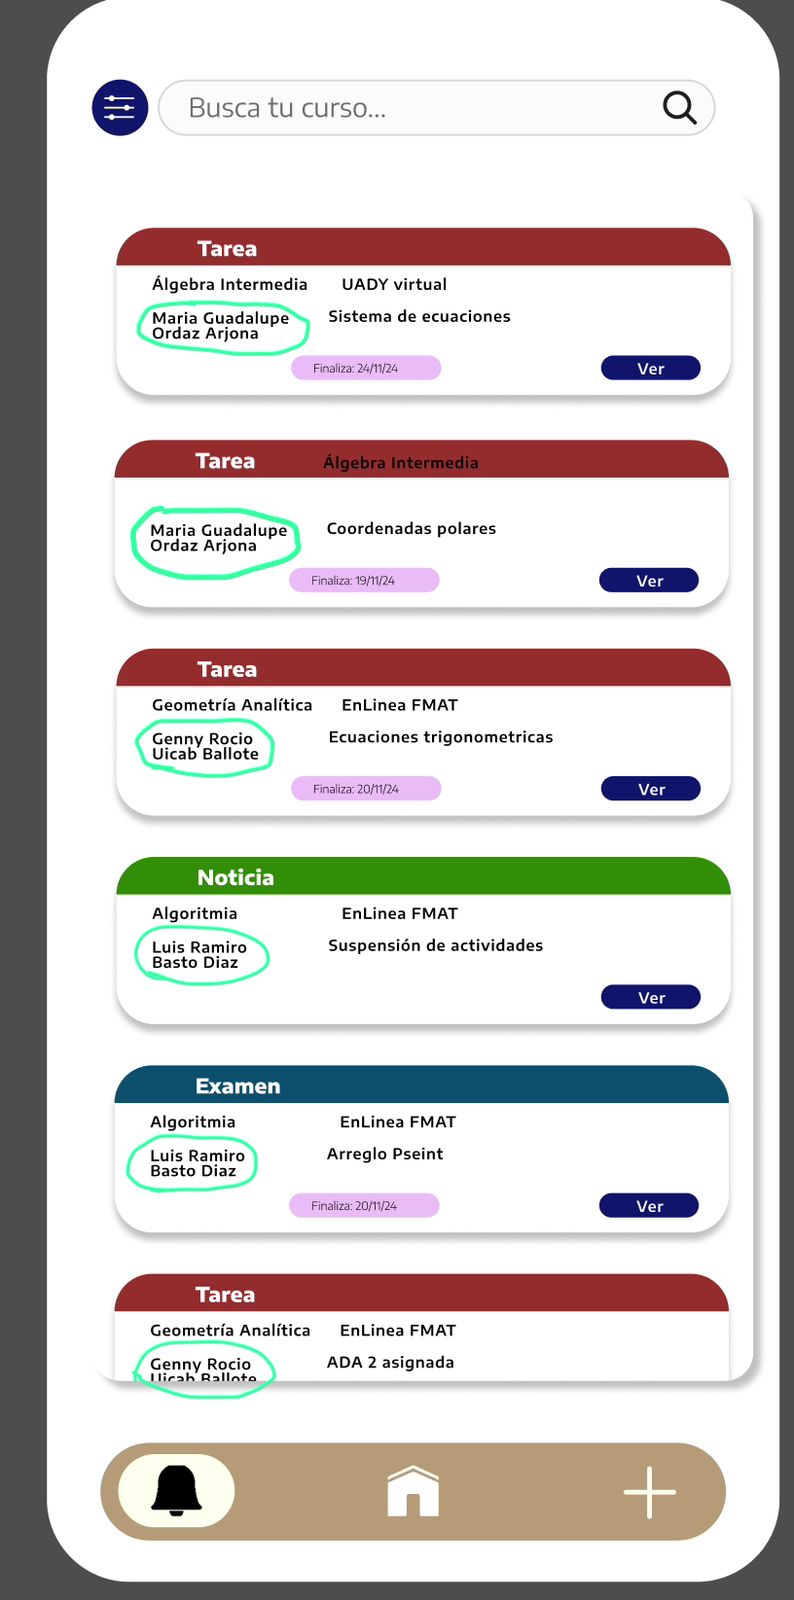 Busca tu curso...
Tarea
Álgebra Intermedia UADY virtual
Maria Guadalupe
Ordaz Arjona
Sistema de ecuaciones
Finaliza: 24/11/24
Ver
Tarea Álgebra Intermedia
Maria Guadalupe
Ordaz Arjona
Coordenadas polares
Finaliza: 19/11/24
Ver
Tarea
Geometría Analítica EnLinea FMAT
Genny Rocio
Uicab Ballote
Ecuaciones trigonometricas
Finaliza: 20/11/24
Ver
Noticia
Algoritmia EnLinea FMAT
Luis Ramiro
Basto Diaz
Suspensión de actividades
Ver
Examen
Algoritmia EnLinea FMAT
Luis Ramiro
Basto Diaz
Arreglo Pseint
Finaliza: 20/11/24
Ver
Tarea
Geometría Analítica EnLinea FMAT
Genny Rocio
Uicab Ballote
ADA 2 asignada